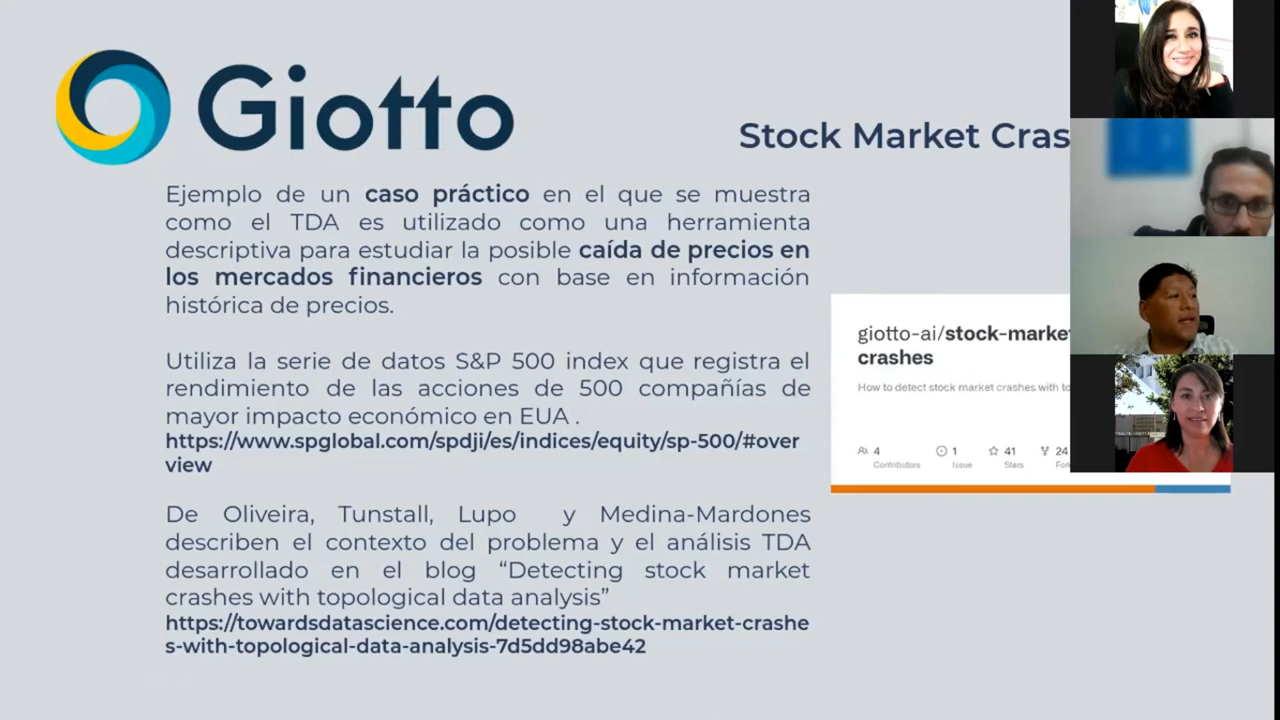 Giotto
Stock Market Cras
Ejemplo de un caso práctico en el que se muestra
como el TDA es utilizado como una herramienta
descriptiva para estudiar la posible caída de precios en
los mercados financieros con base en información
histórica de precios.
Utiliza la serie de datos S&P 500 index que registra el
rendimiento de las acciones de 500 compañías de
mayor impacto económico en EUA .
https://www.spglobal.com/spdji/es/indices/equity/sp-500/#over
view
De Oliveira, Tunstall, Lupo y Medina-Mardones
describen el contexto del problema y el análisis TDA
desarrollado en el blog “Detecting stock market
crashes with topological data analysis”
https://towardsdatascience.com/detecting-stock-market-crashe
s-with-topological-data-analysis-7d5dd98abe42
giotto-ai/stock-market
crashes
How to detect stock market crashes with to
4 1 41 24
Contributors Issue Stars For